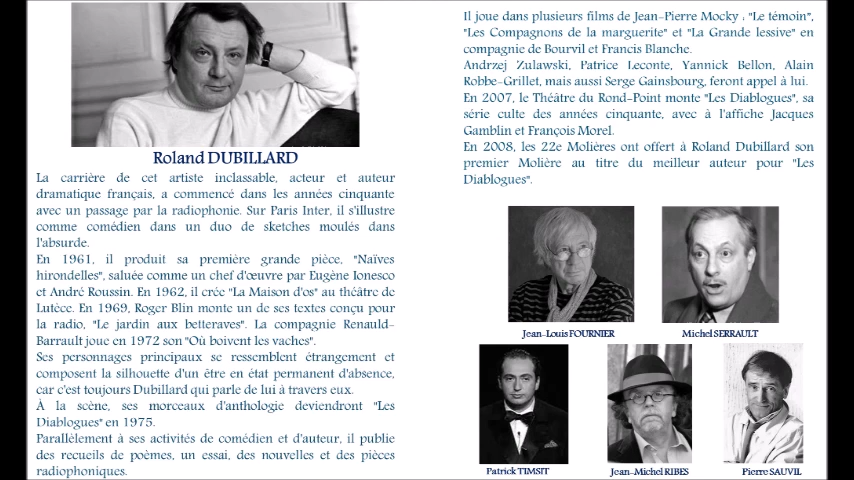 Roland DUBILLARD
La carrière de cet artiste inclassable, acteur et auteur
dramatique français, a commencé dans les années cinquante
avec un passage par la radiophonie. Sur Paris Inter, il s'illustre
comme comédien dans un duo de sketches moulés dans
l'absurde.
En 1961, il produit sa première grande pièce, "Naïves
hirondelles", saluée comme un chef d'œuvre par Eugène Ionesco
et André Roussin. En 1962, il crée "La Maison d'os" au théâtre de
Lutèce. En 1969, Roger Blin monte un de ses textes conçu pour
la radio, "Le jardin aux betteraves". La compagnie Renauld-
Barrault joue en 1972 son "Où boivent les vaches".
Ses personnages principaux se ressemblent étrangement et
composent la silhouette d'un être en état permanent d'absence,
car c'est toujours Dubillard qui parle de lui à travers eux.
À la scène, ses morceaux d'anthologie deviendront "Les
Diablogues" en 1975.
Parallèlement à ses activités de comédien et d'auteur, il publie
des recueils de poèmes, un essai, des nouvelles et des pièces
radiophoniques.
Il joue dans plusieurs films de Jean-Pierre Mocky : "Le témoin",
"Les Compagnons de la marguerite" et "La Grande lessive" en
compagnie de Bourvil et Francis Blanche.
Andrzej Zulawski, Patrice Leconte, Yannick Bellon, Alain
Robbe-Grillet, mais aussi Serge Gainsbourg, feront appel à lui.
En 2007, le Théâtre du Rond-Point monte "Les Diablogues", sa
série culte des années cinquante, avec à l'affiche Jacques
Gamblin et François Morel.
En 2008, les 22e Molières ont offert à Roland Dubillard son
premier Molière au titre du meilleur auteur pour "Les
Diablogues".
Jean-Louis FOURNIER
Michel SERRAULT
Patrick TIMSIT
Jean-Michel RIBES
Pierre SAUVIL